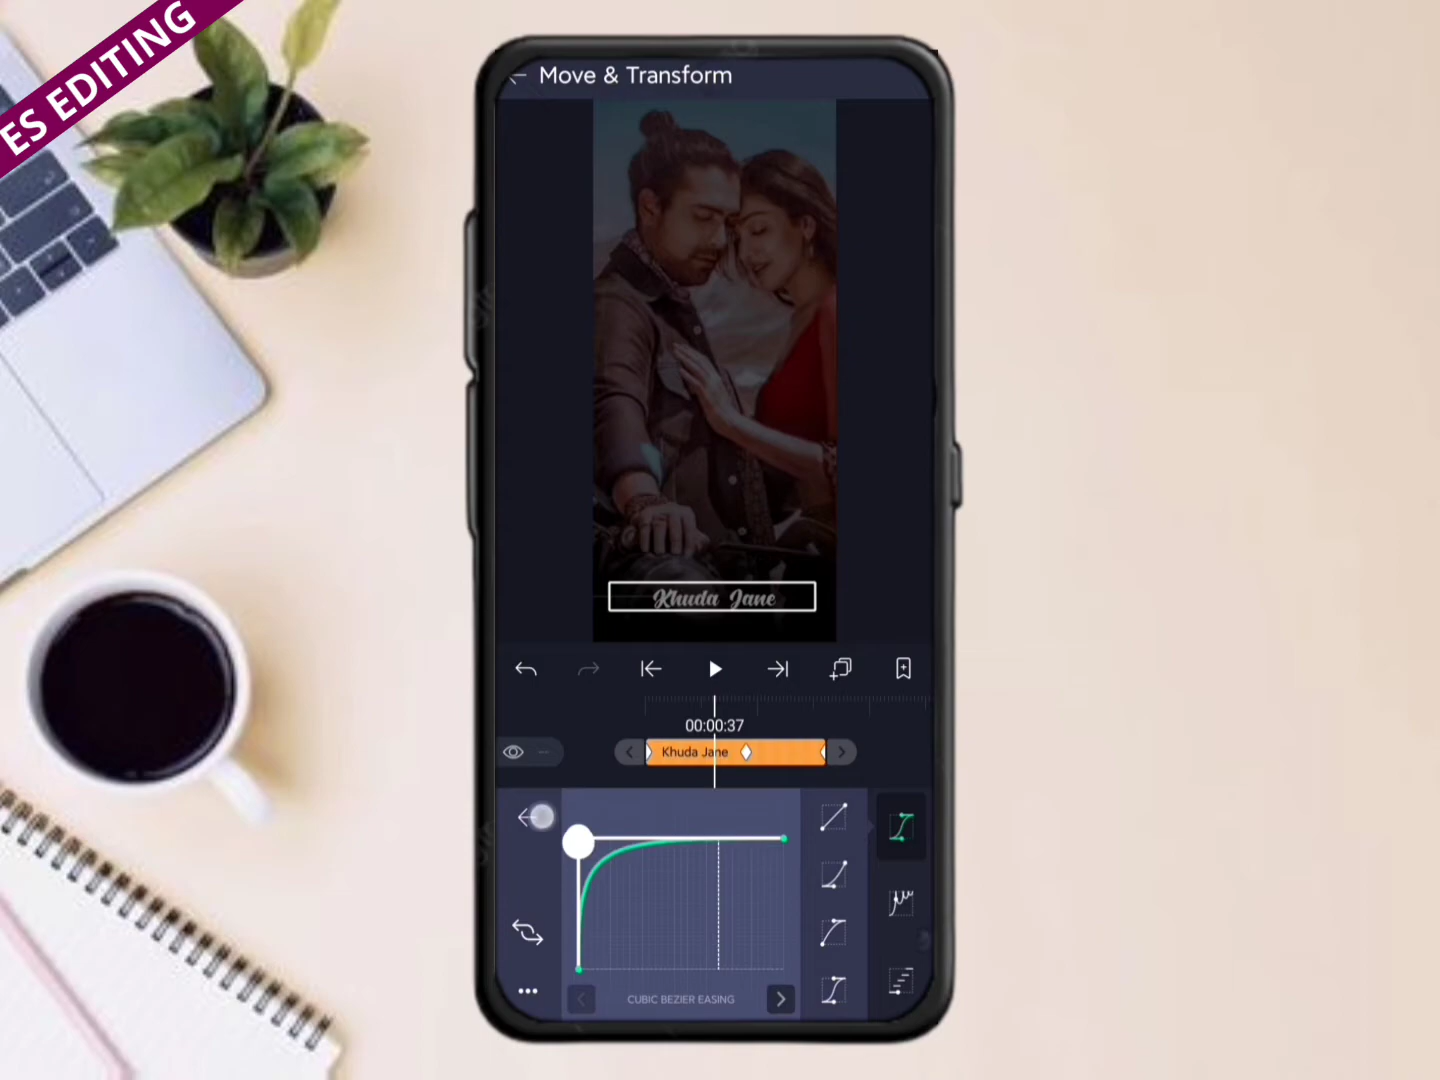 ES EDITING
Move & Transform
Khuda Jane
00:00:37
Khuda Jane
CUBIC BEZIER EASING